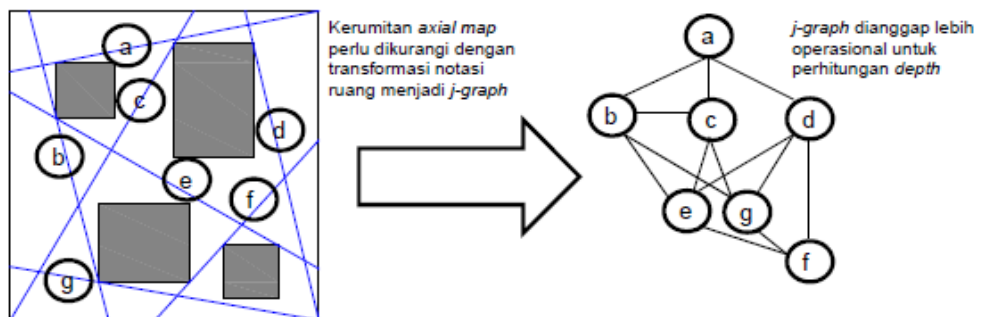 a
c
b
d
e
f
g
Kerumitan axial map
perlu dikurangi dengan
transformasi notasi
ruang menjadi j-graph
a
b
c
d
e
g
f
j-graph dianggap lebih
operasional untuk
perhitungan depth